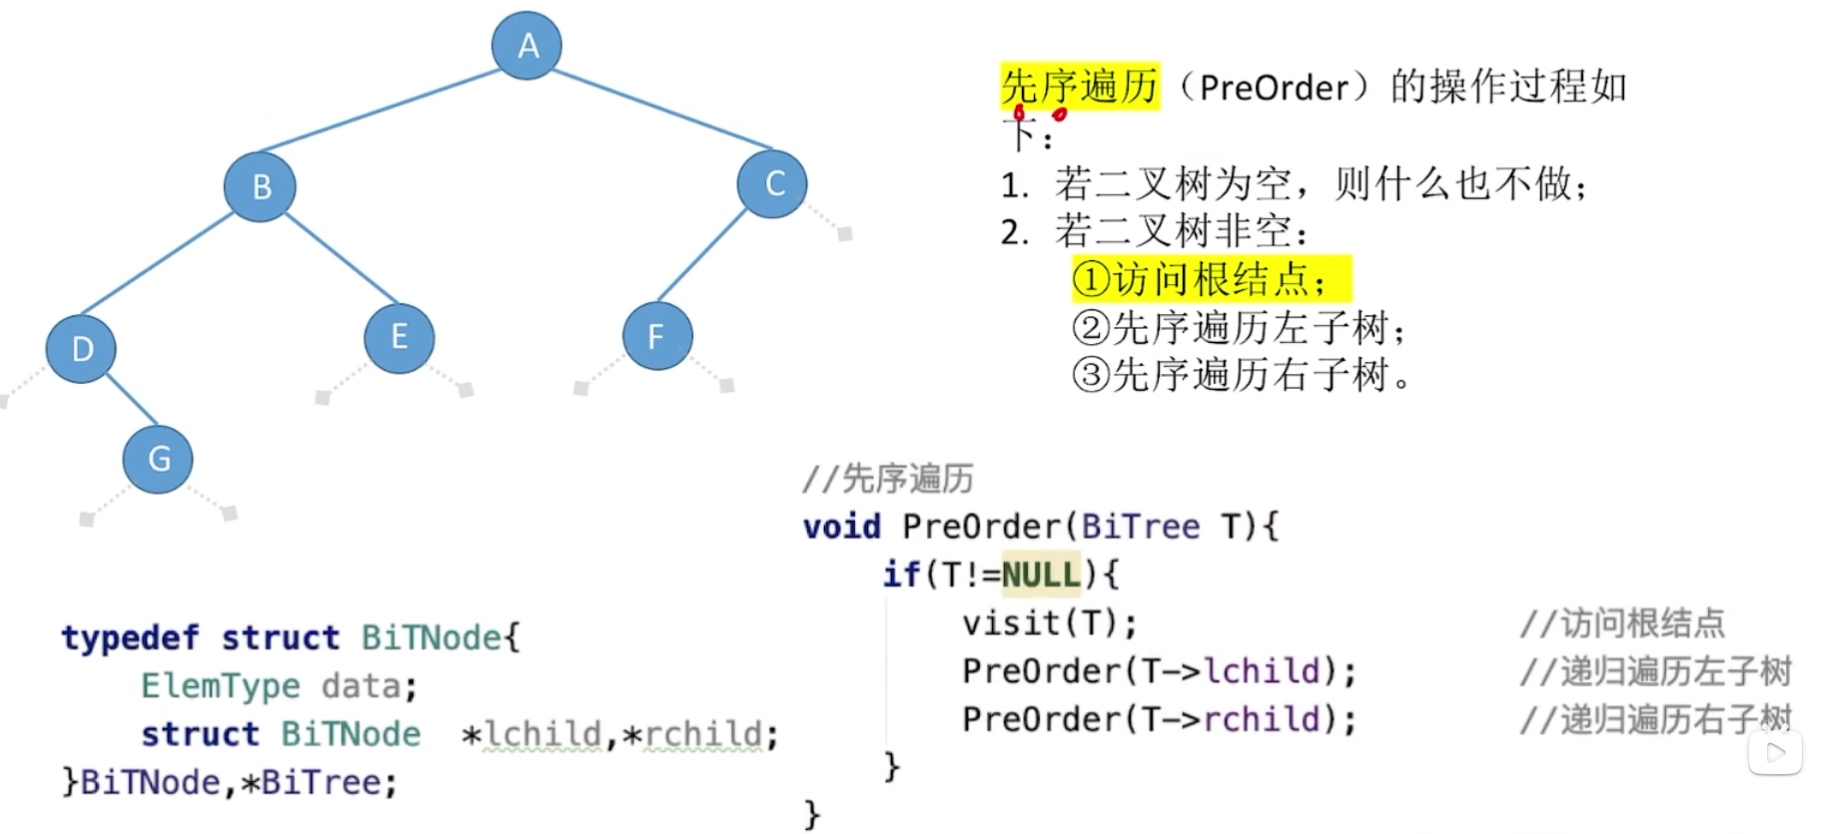 A
B
C
D
E
F
G
先序遍历（PreOrder）的操作过程如
下：
1. 若二叉树为空，则什么也不做；
2. 若二叉树非空：
①访问根结点；
②先序遍历左子树；
③先序遍历右子树。
typedef struct BiTNode{
ElemType data;
struct BiTNode *lchild,*rchild;
}BiTNode,*BiTree;
//先序遍历
void PreOrder(BiTree T){
if(T!=NULL){
visit(T); //访问根结点
PreOrder(T->lchild); //递归遍历左子树
PreOrder(T->rchild); //递归遍历右子树
}
}